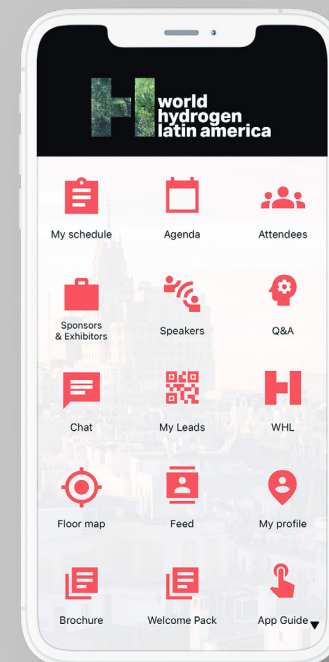 world
hydrogen
latin america
My schedule
Agenda
Attendees
Sponsors
& Exhibitors
Speakers
Q&A
Chat
My Leads
WHL
Floor map
Feed
My profile
Brochure
Welcome Pack
App Guide